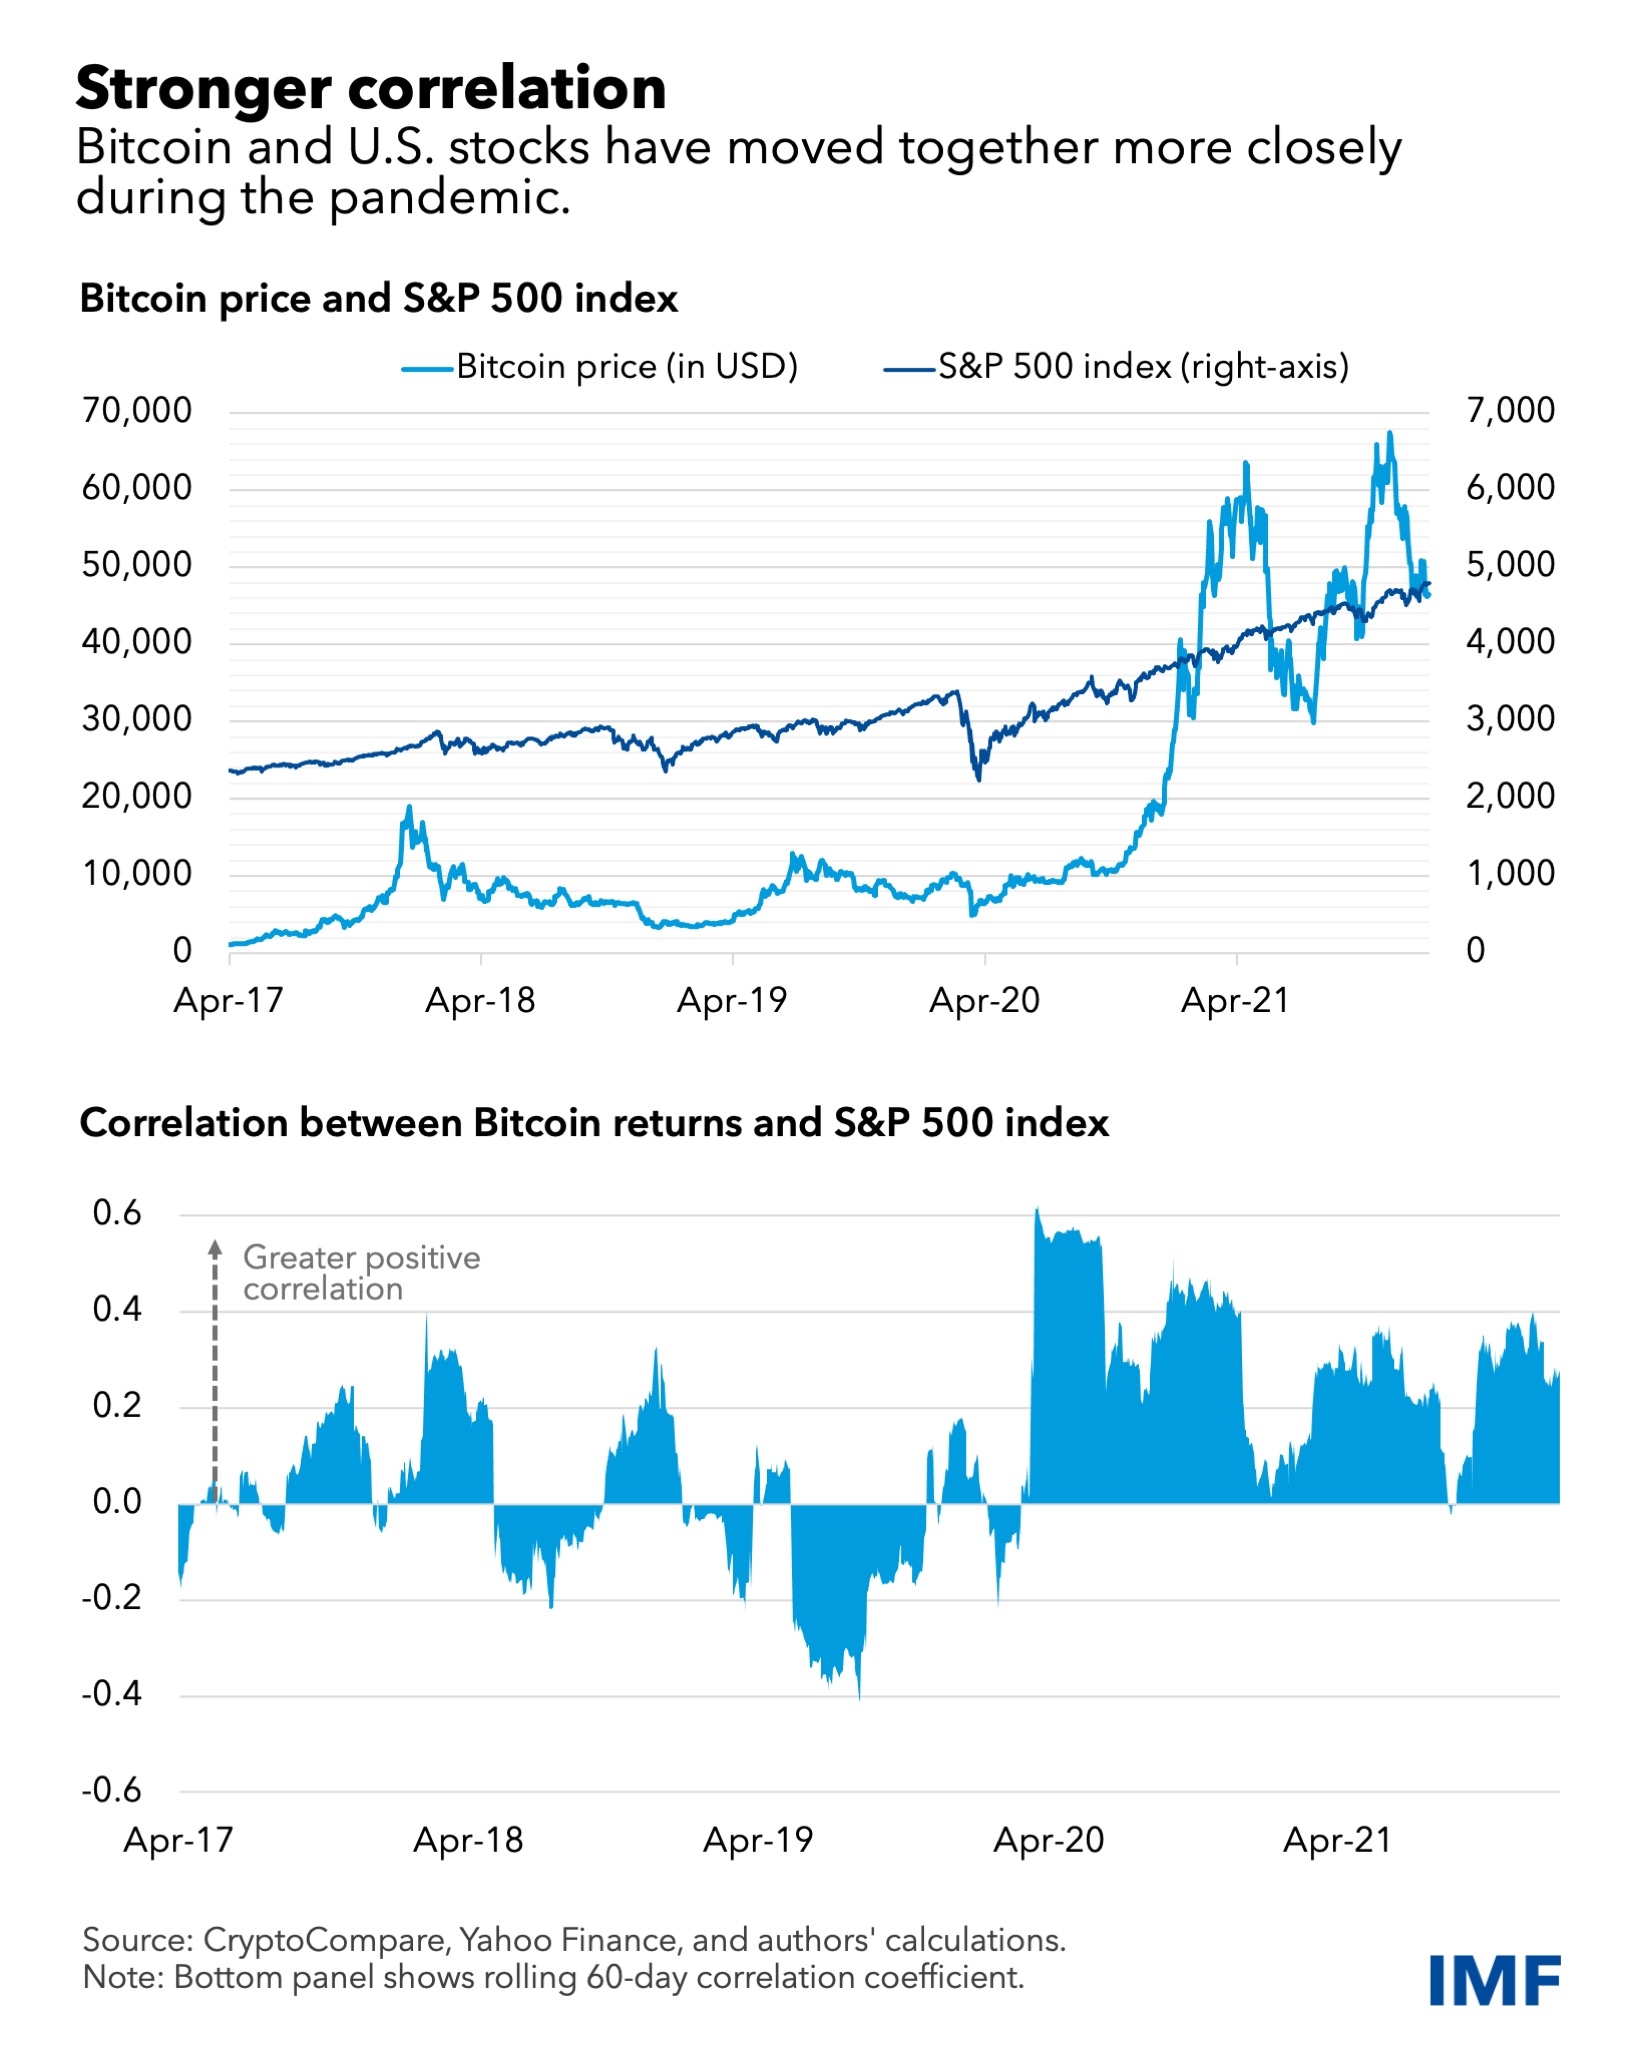 Stronger correlation
Bitcoin and U.S. stocks have moved together more closely
during the pandemic.
Bitcoin price and S&P 500 index
Bitcoin price (in USD)
S&P 500 index (right-axis)
70,000
7,000
60,000
6,000
50,000
5,000
40,000
4,000
30,000
3,000
20,000
2,000
10,000
1,000
0
0
Apr-17
Apr-18
Apr-19
Apr-20
Apr-21
Correlation between Bitcoin returns and S&P 500 index
0.6
Greater positive
correlation
0.4
0.2
0.0
-0.2
-0.4
-0.6
Apr-17
Apr-18
Apr-19
Apr-20
Apr-21
Source: CryptoCompare, Yahoo Finance, and authors' calculations.
Note: Bottom panel shows rolling 60-day correlation coefficient.
IMF